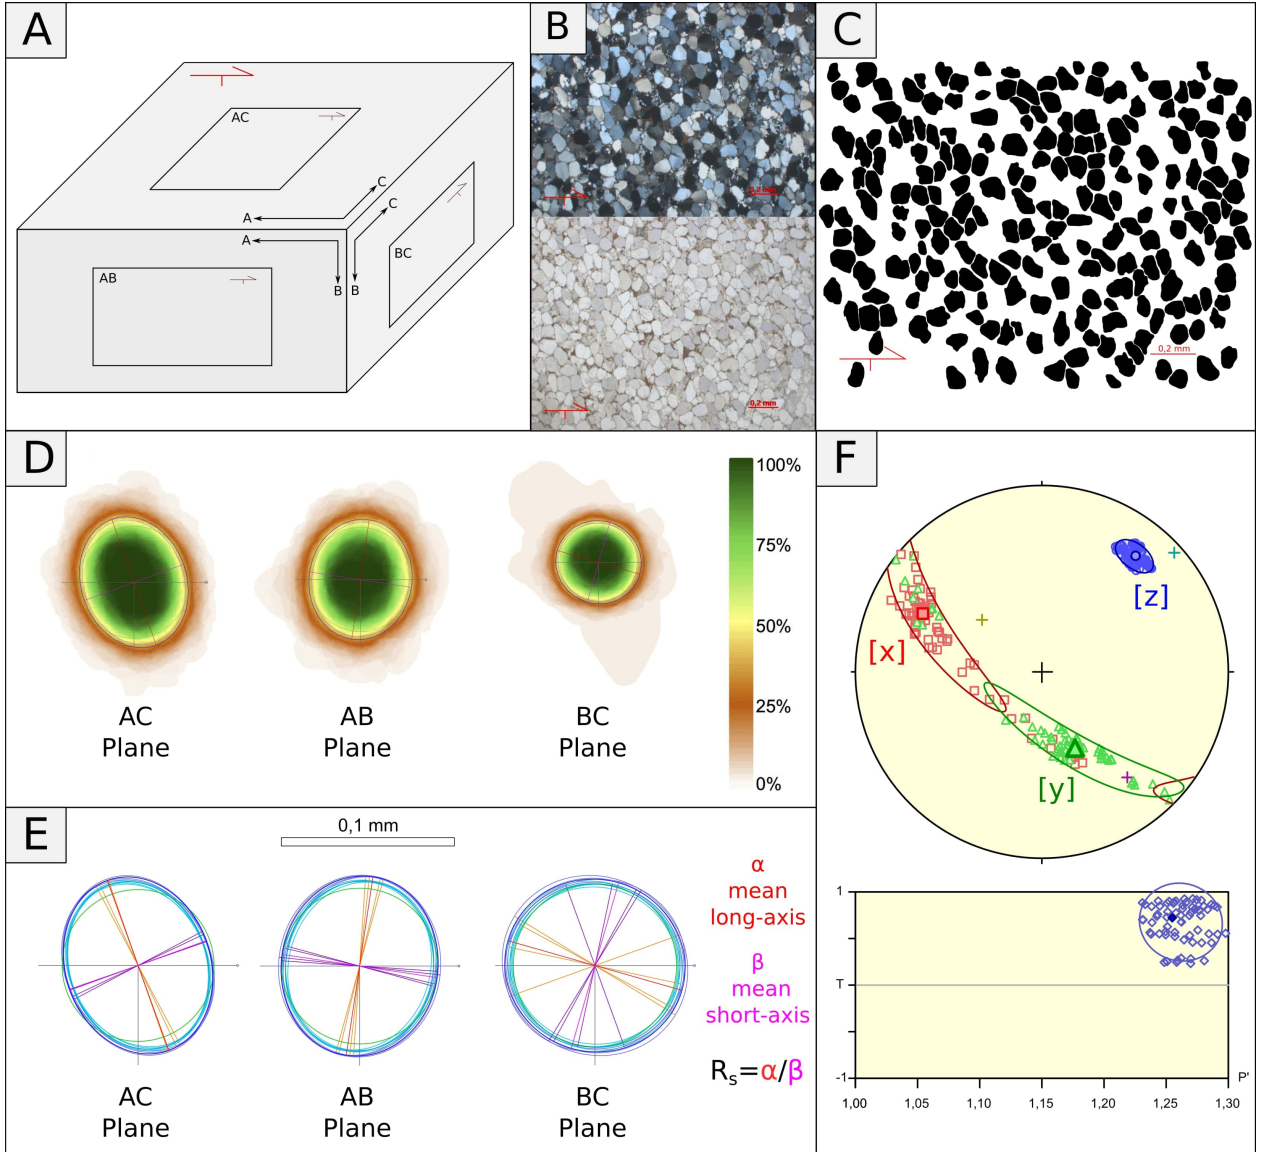 A
AC
C
A
C
A
BC
AB
B
B
B
0,2 mm
0,2 mm
C
0,2 mm
D
AC
Plane
AB
Plane
BC
Plane
100%
75%
50%
25%
0%
E
0,1 mm
AC
Plane
AB
Plane
BC
Plane
α
mean
long-axis
β
mean
short-axis
Rs=α/β
F
[z]
[x]
[y]
1
T
-1
P'
1,00
1,05
1,10
1,15
1,20
1,25
1,30